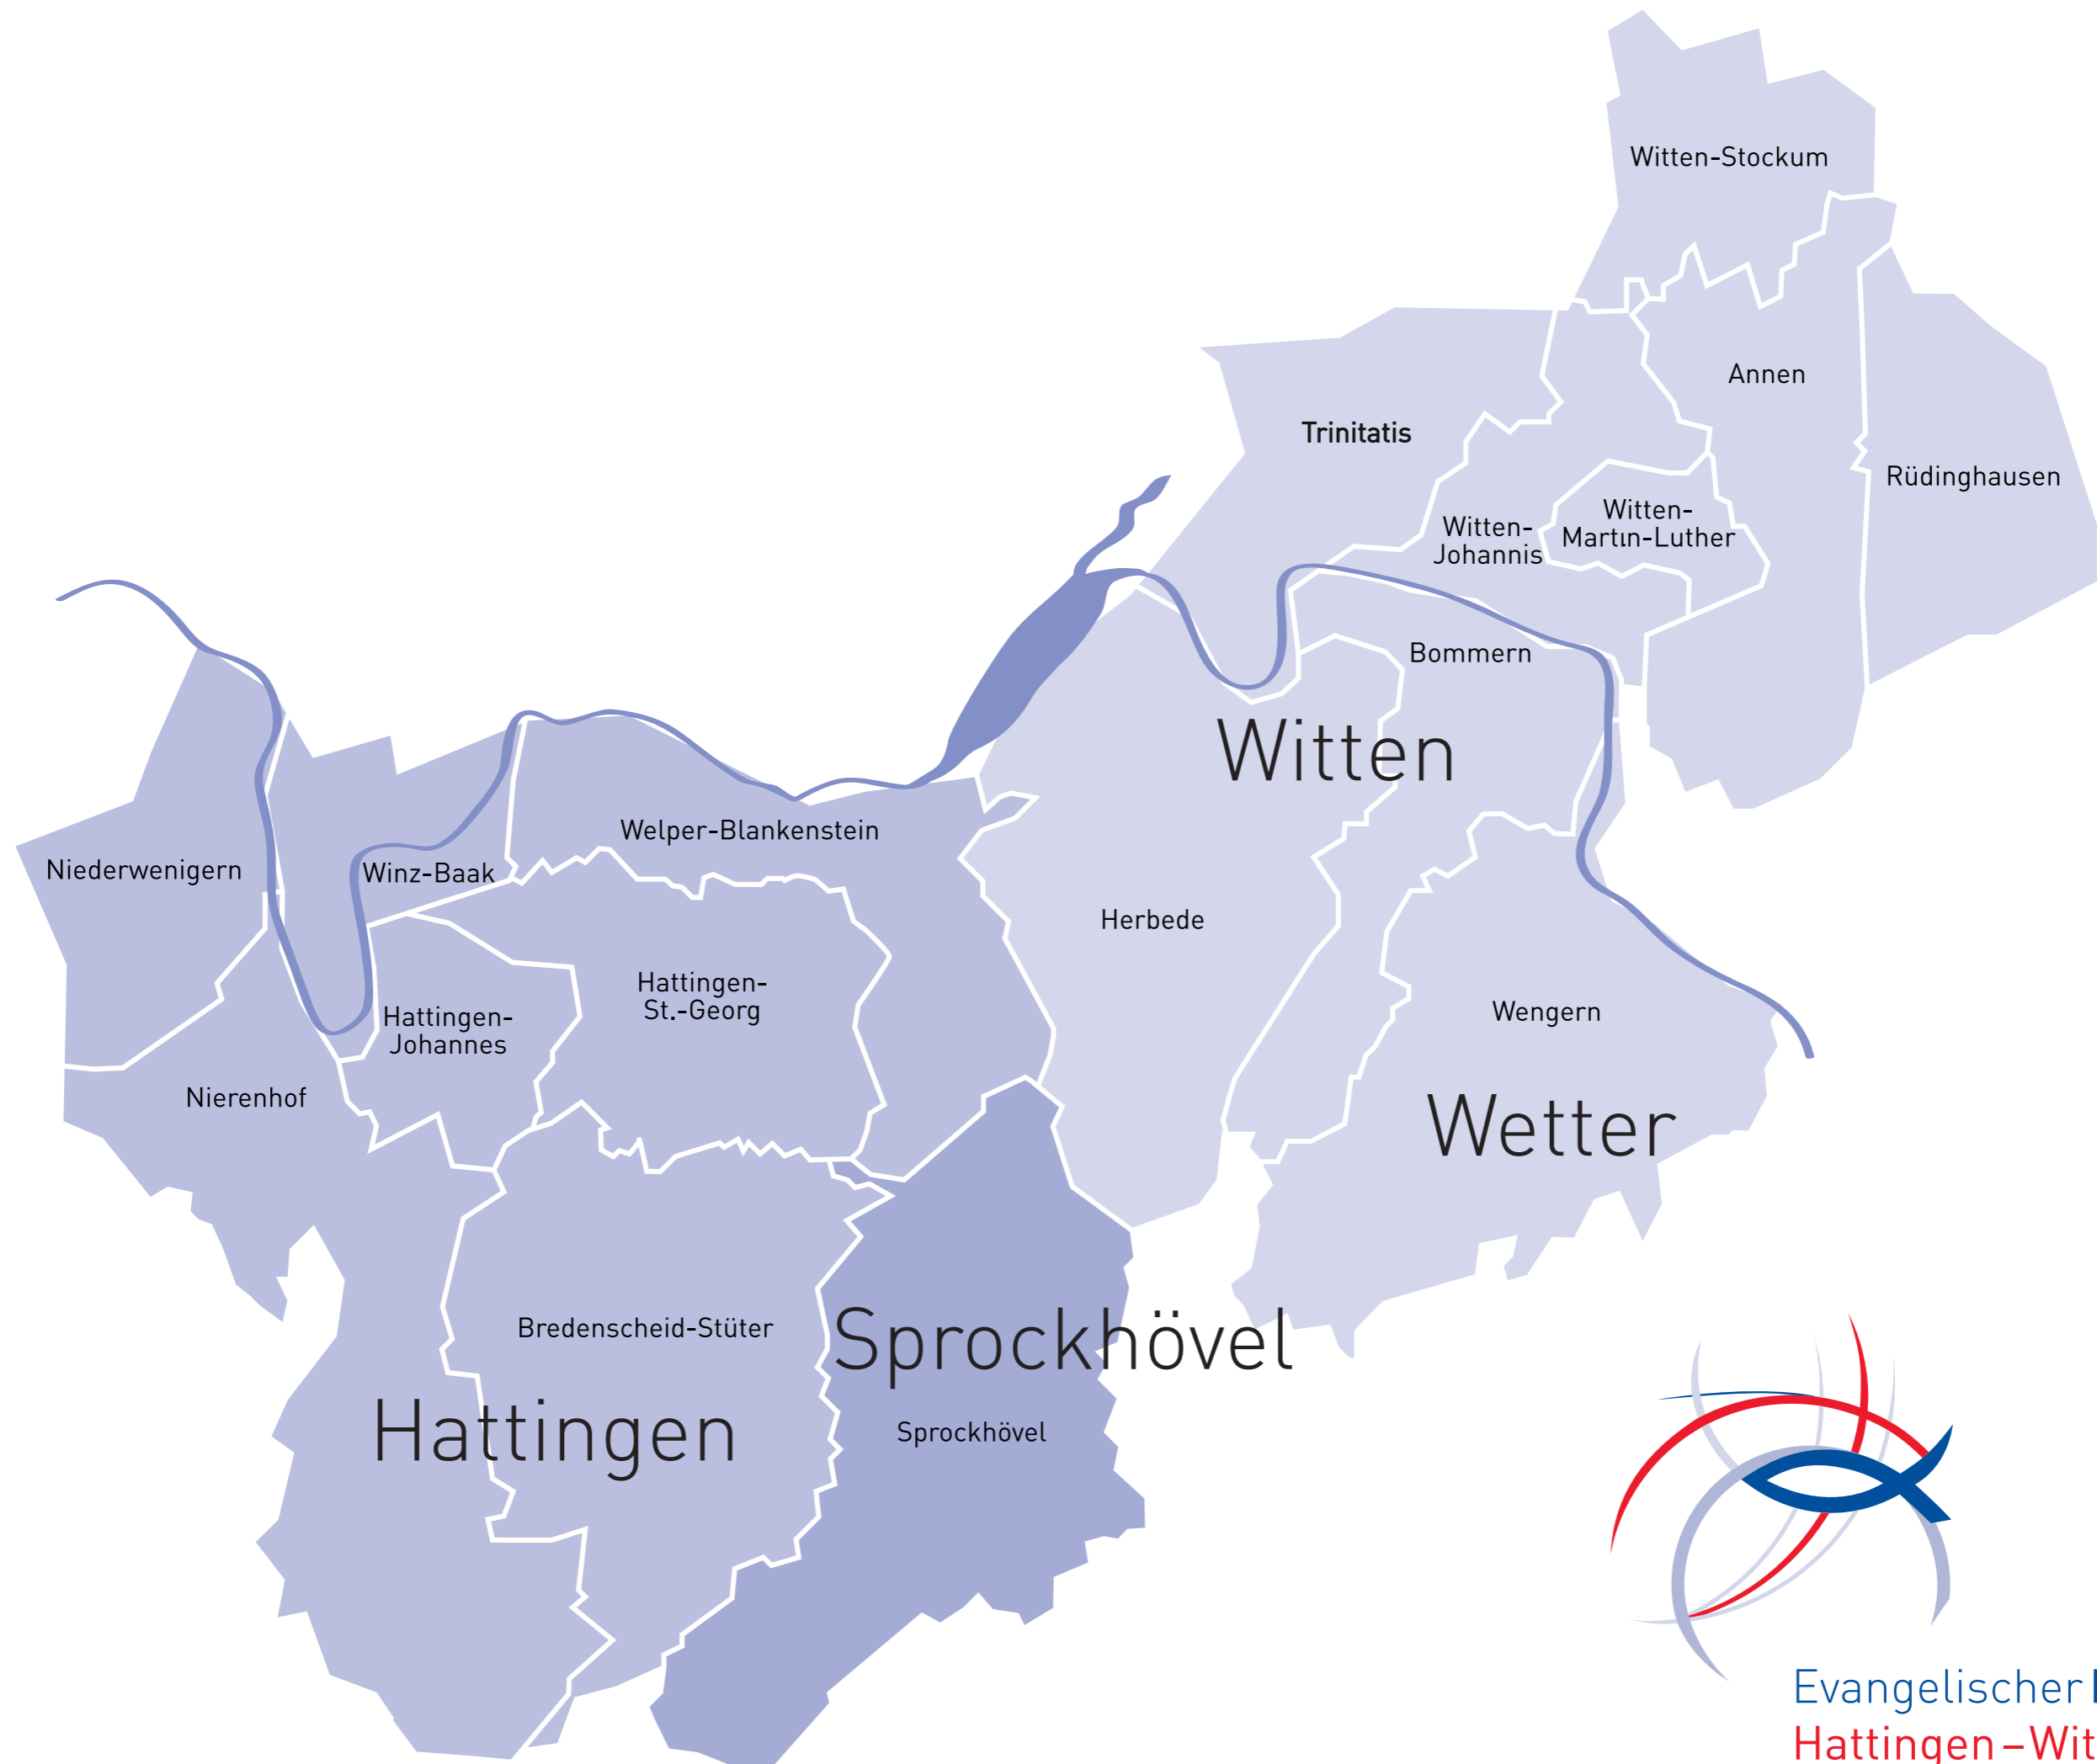 Witten-Stockum
Annen
Trinitatis
Rüdinghausen
Witten-
Martin-Luther
Witten-
Johannis
Bommern
Witten
Welper-Blankenstein
Niederwenigern
Winz-Baak
Herbede
Hattingen-
St.-Georg
Wengern
Hattingen-
Johannes
Nierenhof
Wetter
Bredenscheid-Stüter
Sprockhövel
Hattingen
Sprockhövel
Evangelischer
Hattingen–Wit